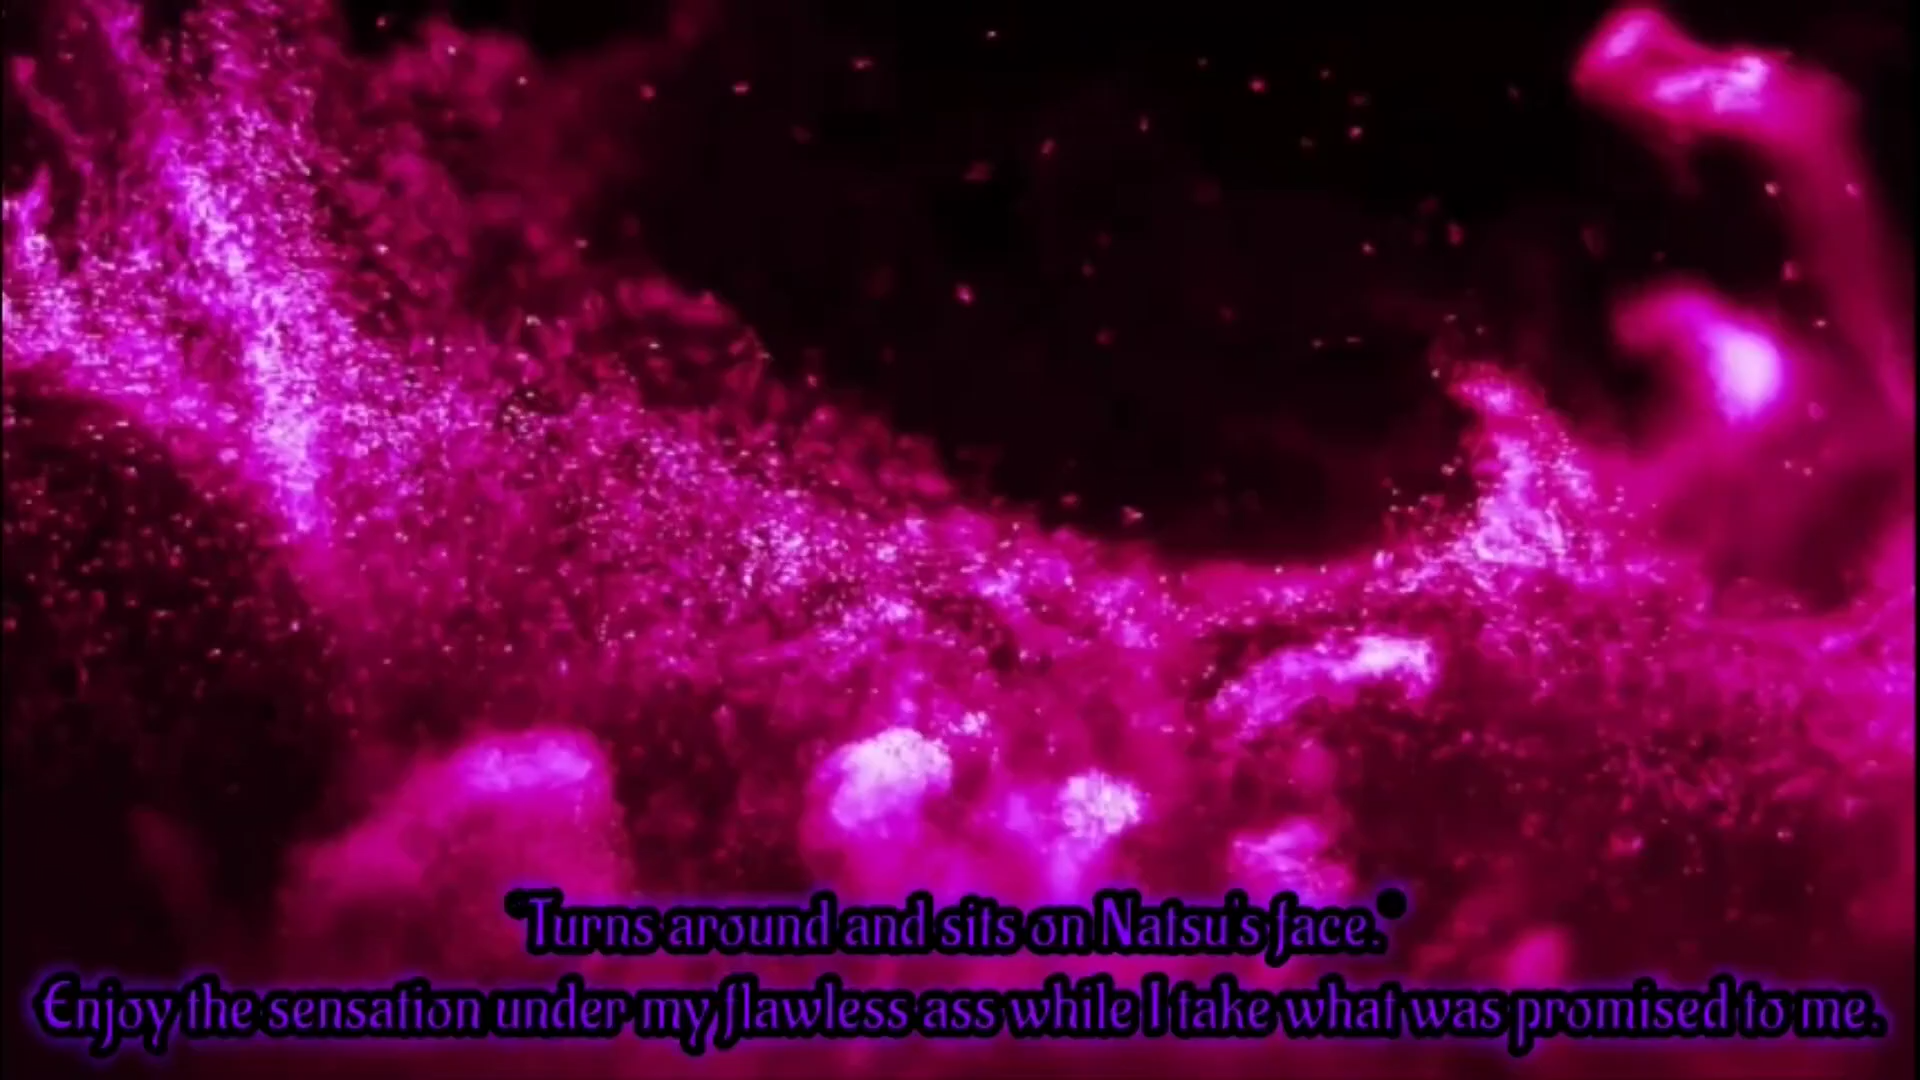 *Turns around and sits on Natsu's face.*
Enjoy the sensation under my flawless ass while I take what was promised to me.